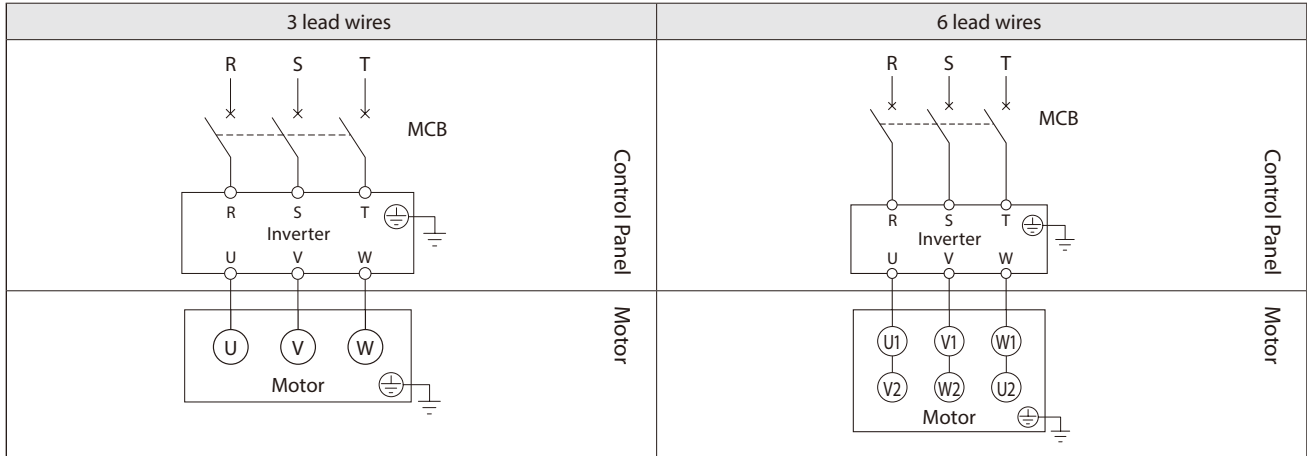 3 lead wires
6 lead wires
R S T
MCB
R S T
Inverter
U V W
Control Panel
U V W
Motor
Motor
R S T
MCB
R S T
Inverter
U V W
Control Panel
U1 V1 W1
V2 W2 U2
Motor
Motor